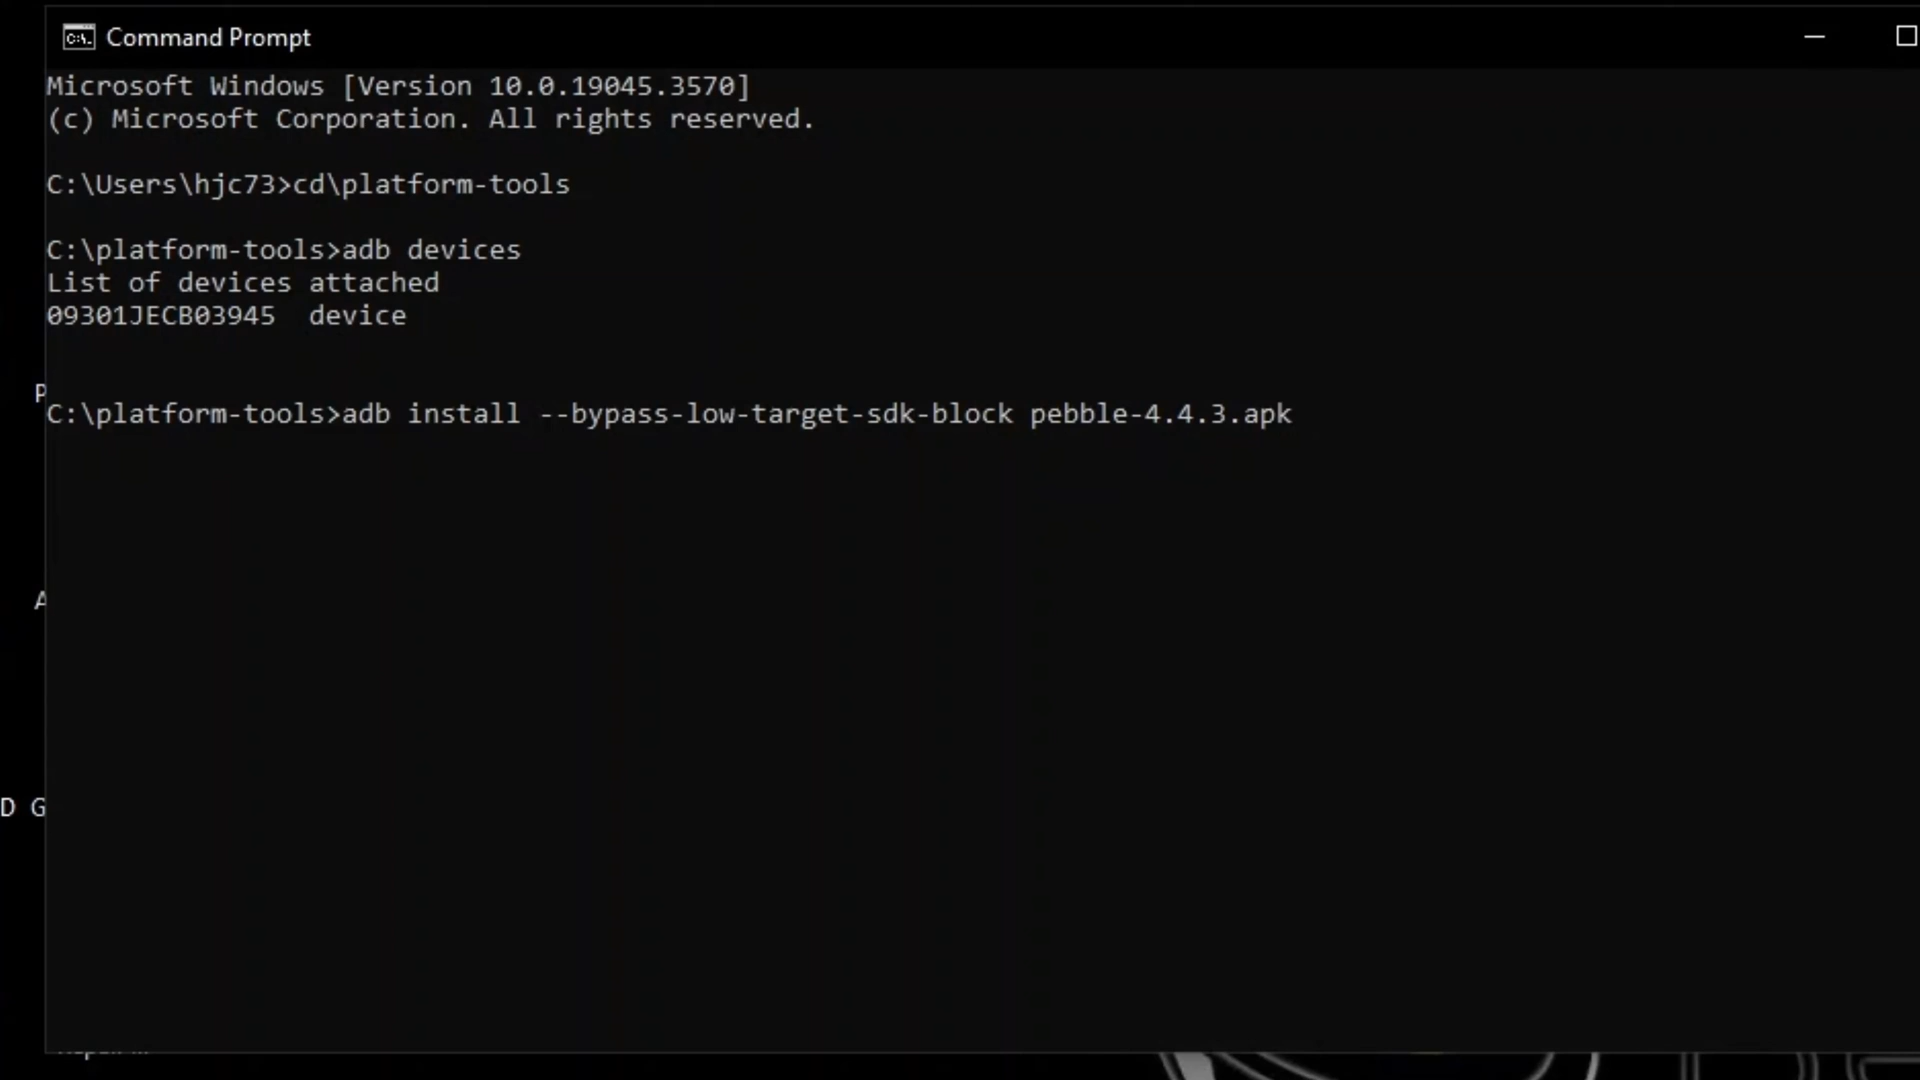 Command Prompt
Microsoft Windows [Version 10.0.19045.3570]
(c) Microsoft Corporation. All rights reserved.
C:\Users\hjc73>cd\platform-tools
C:\platform-tools>adb devices
List of devices attached
09301JECB03945  device
P
C:\platform-tools>adb install --bypass-low-target-sdk-block pebble-4.4.3.apk
A
D G